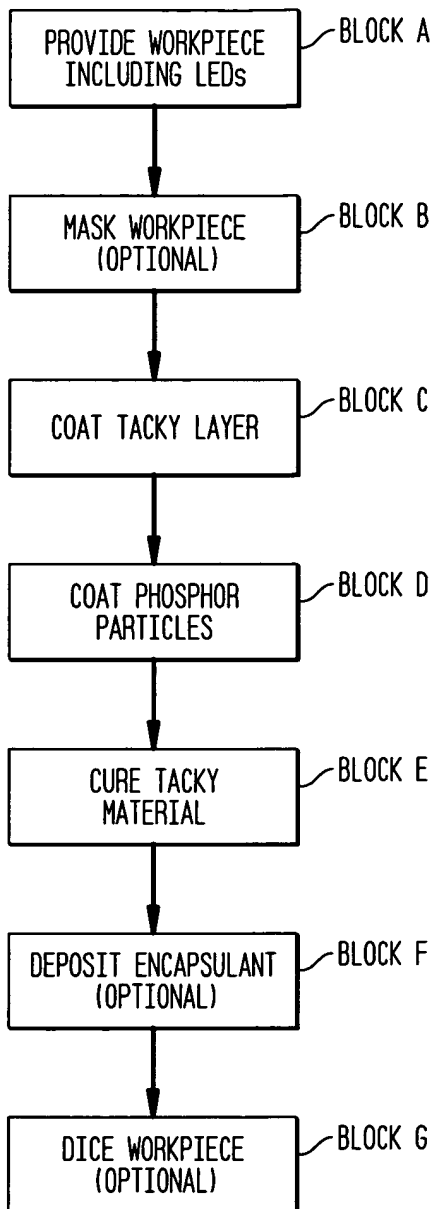 PROVIDE WORKPIECE
INCLUDING LEDs
BLOCK A
MASK WORKPIECE
(OPTIONAL)
BLOCK B
COAT TACKY LAYER
BLOCK C
COAT PHOSPHOR
PARTICLES
BLOCK D
CURE TACKY
MATERIAL
BLOCK E
DEPOSIT ENCAPSULANT
(OPTIONAL)
BLOCK F
DICE WORKPIECE
(OPTIONAL)
BLOCK G